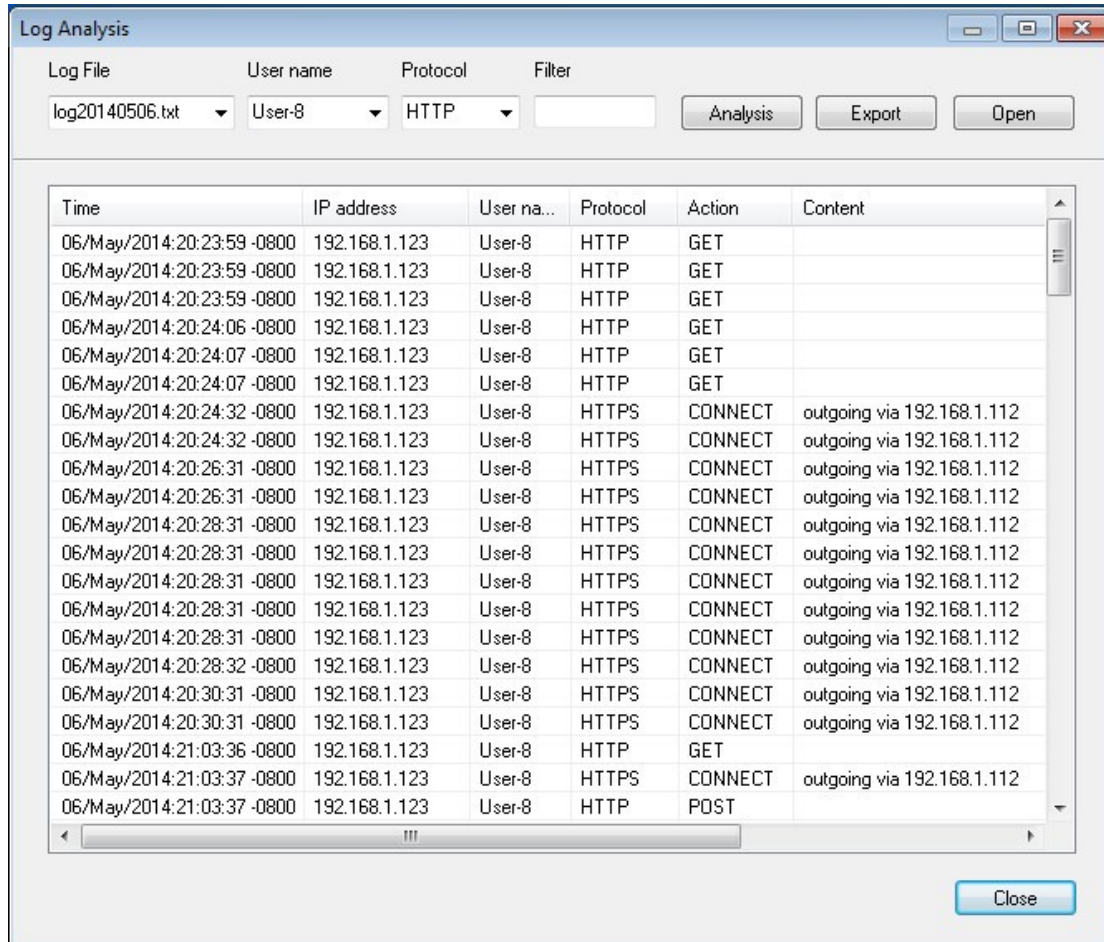 Log Analysis
Log File User name Protocol Filter
log20140506.txt User-8 HTTP Analysis Export Open
Time IP address User na... Protocol Action Content
06/May/2014:20:23:59 -0800 192.168.1.123 User-8 HTTP GET
06/May/2014:20:23:59 -0800 192.168.1.123 User-8 HTTP GET
06/May/2014:20:23:59 -0800 192.168.1.123 User-8 HTTP GET
06/May/2014:20:24:06 -0800 192.168.1.123 User-8 HTTP GET
06/May/2014:20:24:07 -0800 192.168.1.123 User-8 HTTP GET
06/May/2014:20:24:07 -0800 192.168.1.123 User-8 HTTP GET
06/May/2014:20:24:32 -0800 192.168.1.123 User-8 HTTPS CONNECT outgoing via 192.168.1.112
06/May/2014:20:24:32 -0800 192.168.1.123 User-8 HTTPS CONNECT outgoing via 192.168.1.112
06/May/2014:20:26:31 -0800 192.168.1.123 User-8 HTTPS CONNECT outgoing via 192.168.1.112
06/May/2014:20:26:31 -0800 192.168.1.123 User-8 HTTPS CONNECT outgoing via 192.168.1.112
06/May/2014:20:28:31 -0800 192.168.1.123 User-8 HTTPS CONNECT outgoing via 192.168.1.112
06/May/2014:20:28:31 -0800 192.168.1.123 User-8 HTTPS CONNECT outgoing via 192.168.1.112
06/May/2014:20:28:31 -0800 192.168.1.123 User-8 HTTPS CONNECT outgoing via 192.168.1.112
06/May/2014:20:28:31 -0800 192.168.1.123 User-8 HTTPS CONNECT outgoing via 192.168.1.112
06/May/2014:20:28:31 -0800 192.168.1.123 User-8 HTTPS CONNECT outgoing via 192.168.1.112
06/May/2014:20:28:32 -0800 192.168.1.123 User-8 HTTPS CONNECT outgoing via 192.168.1.112
06/May/2014:20:30:31 -0800 192.168.1.123 User-8 HTTPS CONNECT outgoing via 192.168.1.112
06/May/2014:20:30:31 -0800 192.168.1.123 User-8 HTTPS CONNECT outgoing via 192.168.1.112
06/May/2014:21:03:36 -0800 192.168.1.123 User-8 HTTP GET
06/May/2014:21:03:37 -0800 192.168.1.123 User-8 HTTPS CONNECT outgoing via 192.168.1.112
06/May/2014:21:03:37 -0800 192.168.1.123 User-8 HTTP POST
Close